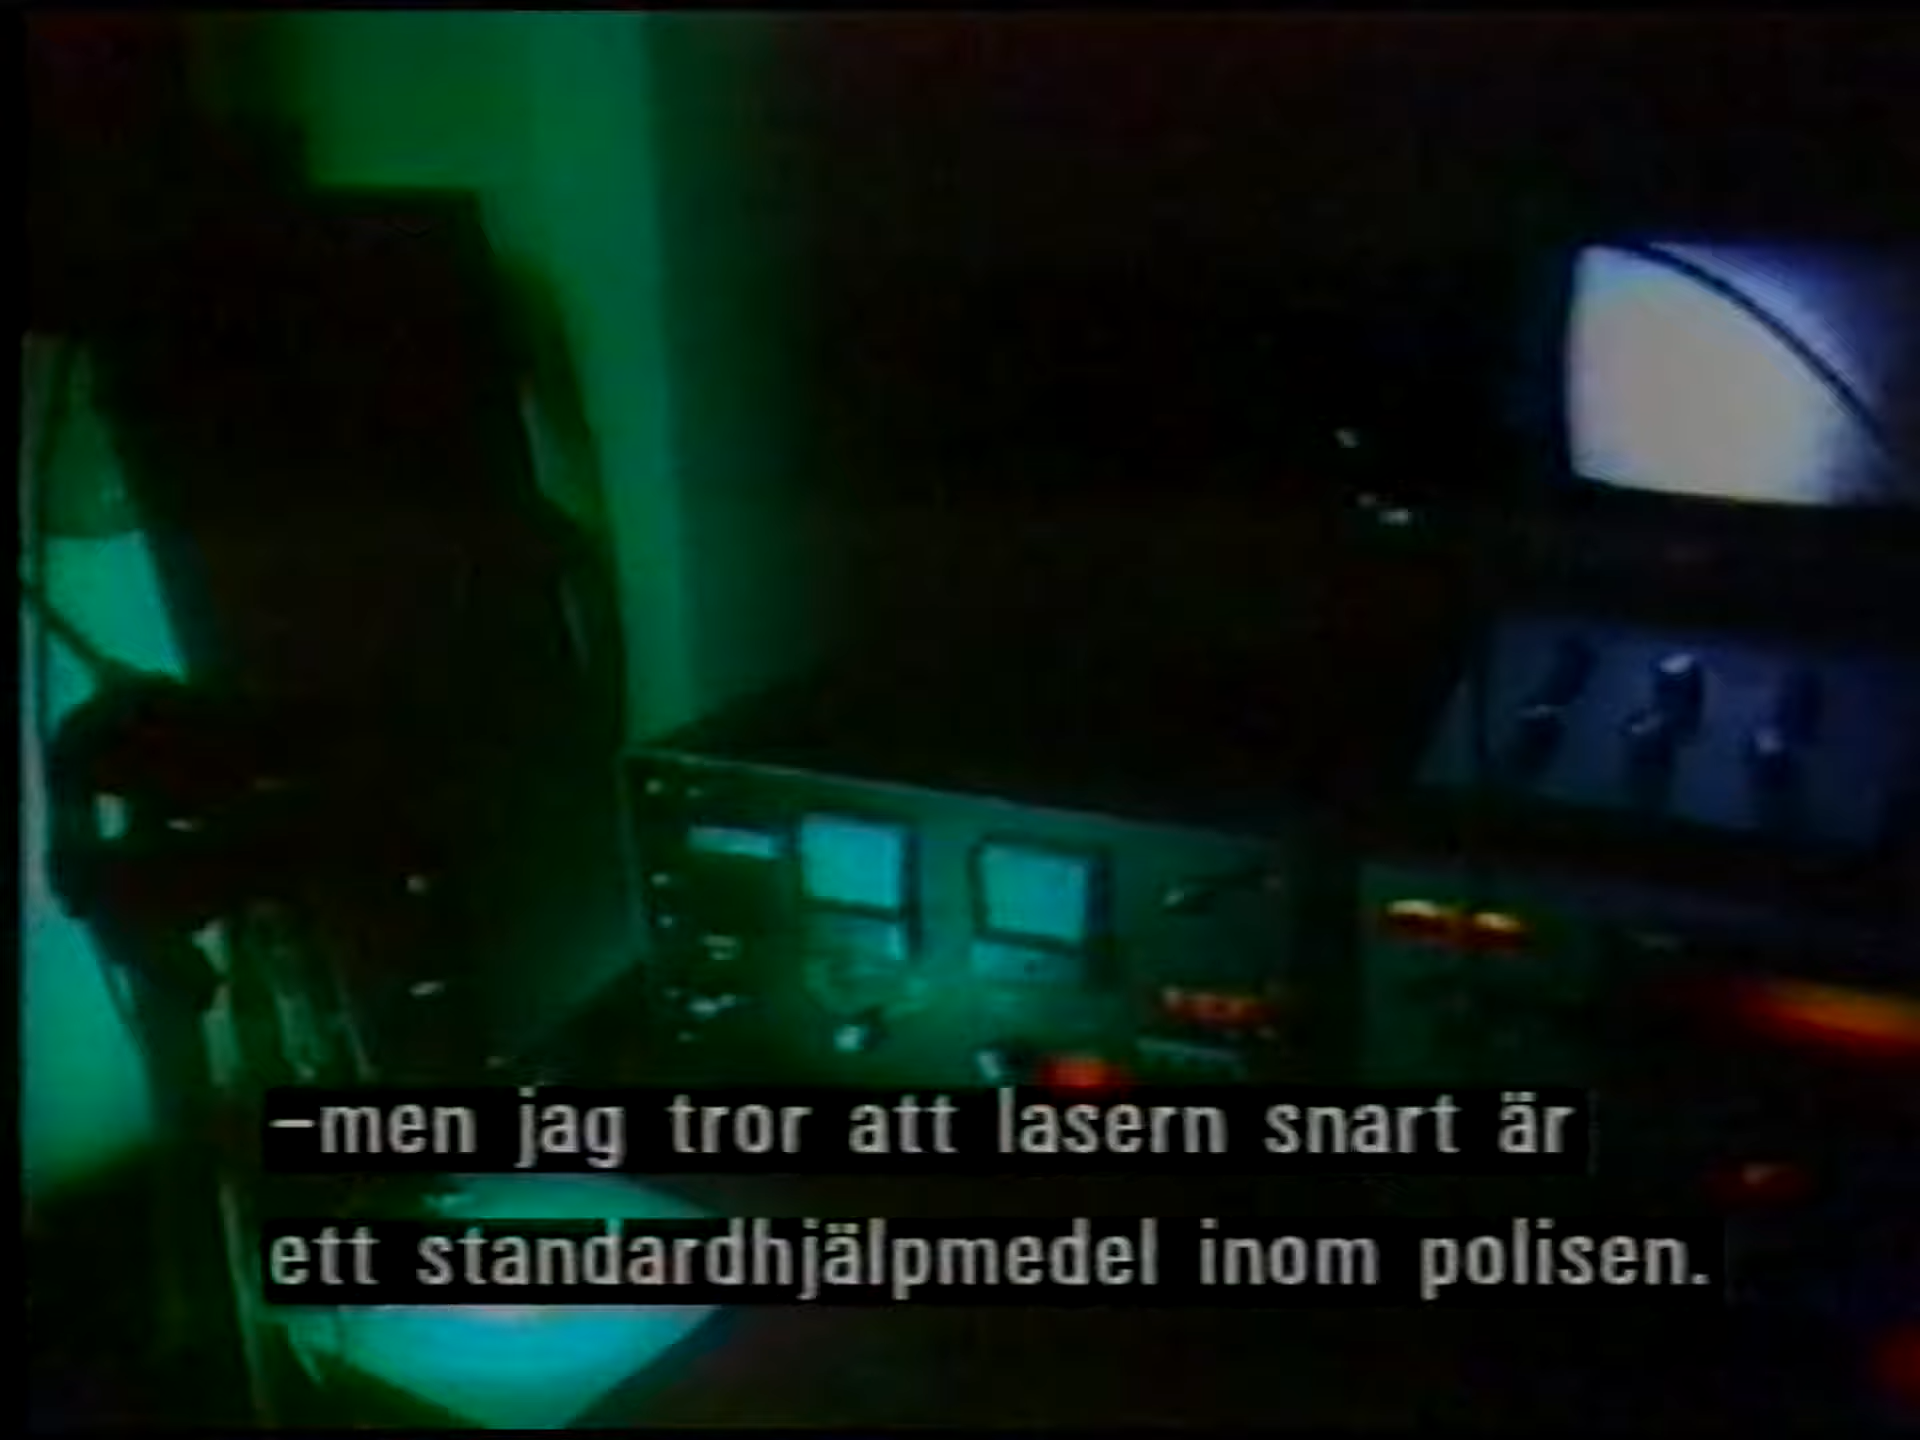 –men jag tror att lasern snart är
ett standardhjälpmedel inom polisen.